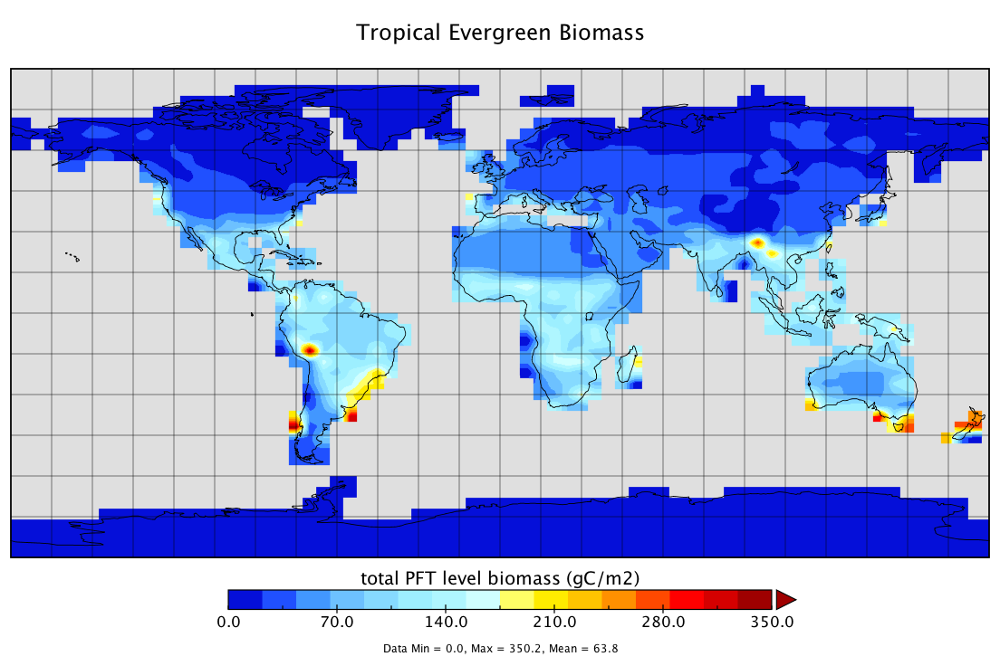 Tropical Evergreen Biomass
total PFT level biomass (gC/m2)
0.0 70.0 140.0 210.0 280.0 350.0
Data Min = 0.0, Max = 350.2, Mean = 63.8